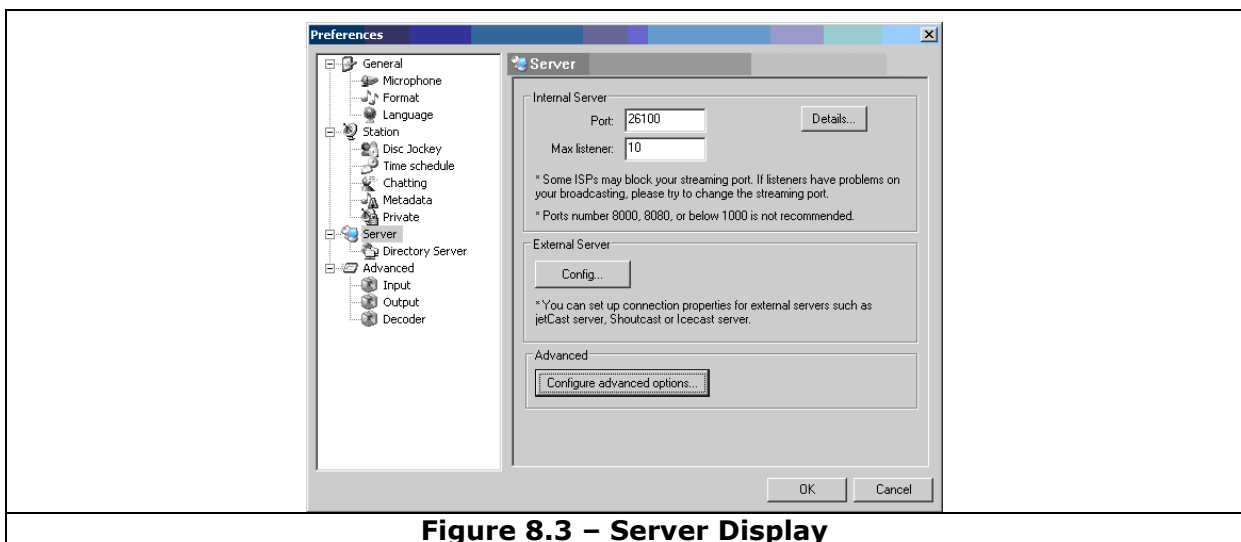 Preferences
General
Microphone
Format
Language
Station
Disc Jockey
Time schedule
Chatting
Metadata
Private
Server
Directory Server
Advanced
Input
Output
Decoder
Server
Internal Server
Port: 26100
Details...
Max listener: 10
* Some ISPs may block your streaming port. If listeners have problems on
your broadcasting, please try to change the streaming port.
* Ports number 8000, 8080, or below 1000 is not recommended.
External Server
Config...
* You can set up connection properties for external servers such as
jetCast server, Shoutcast or Icecast server.
Advanced
Configure advanced options...
OK
Cancel
Figure 8.3 – Server Display